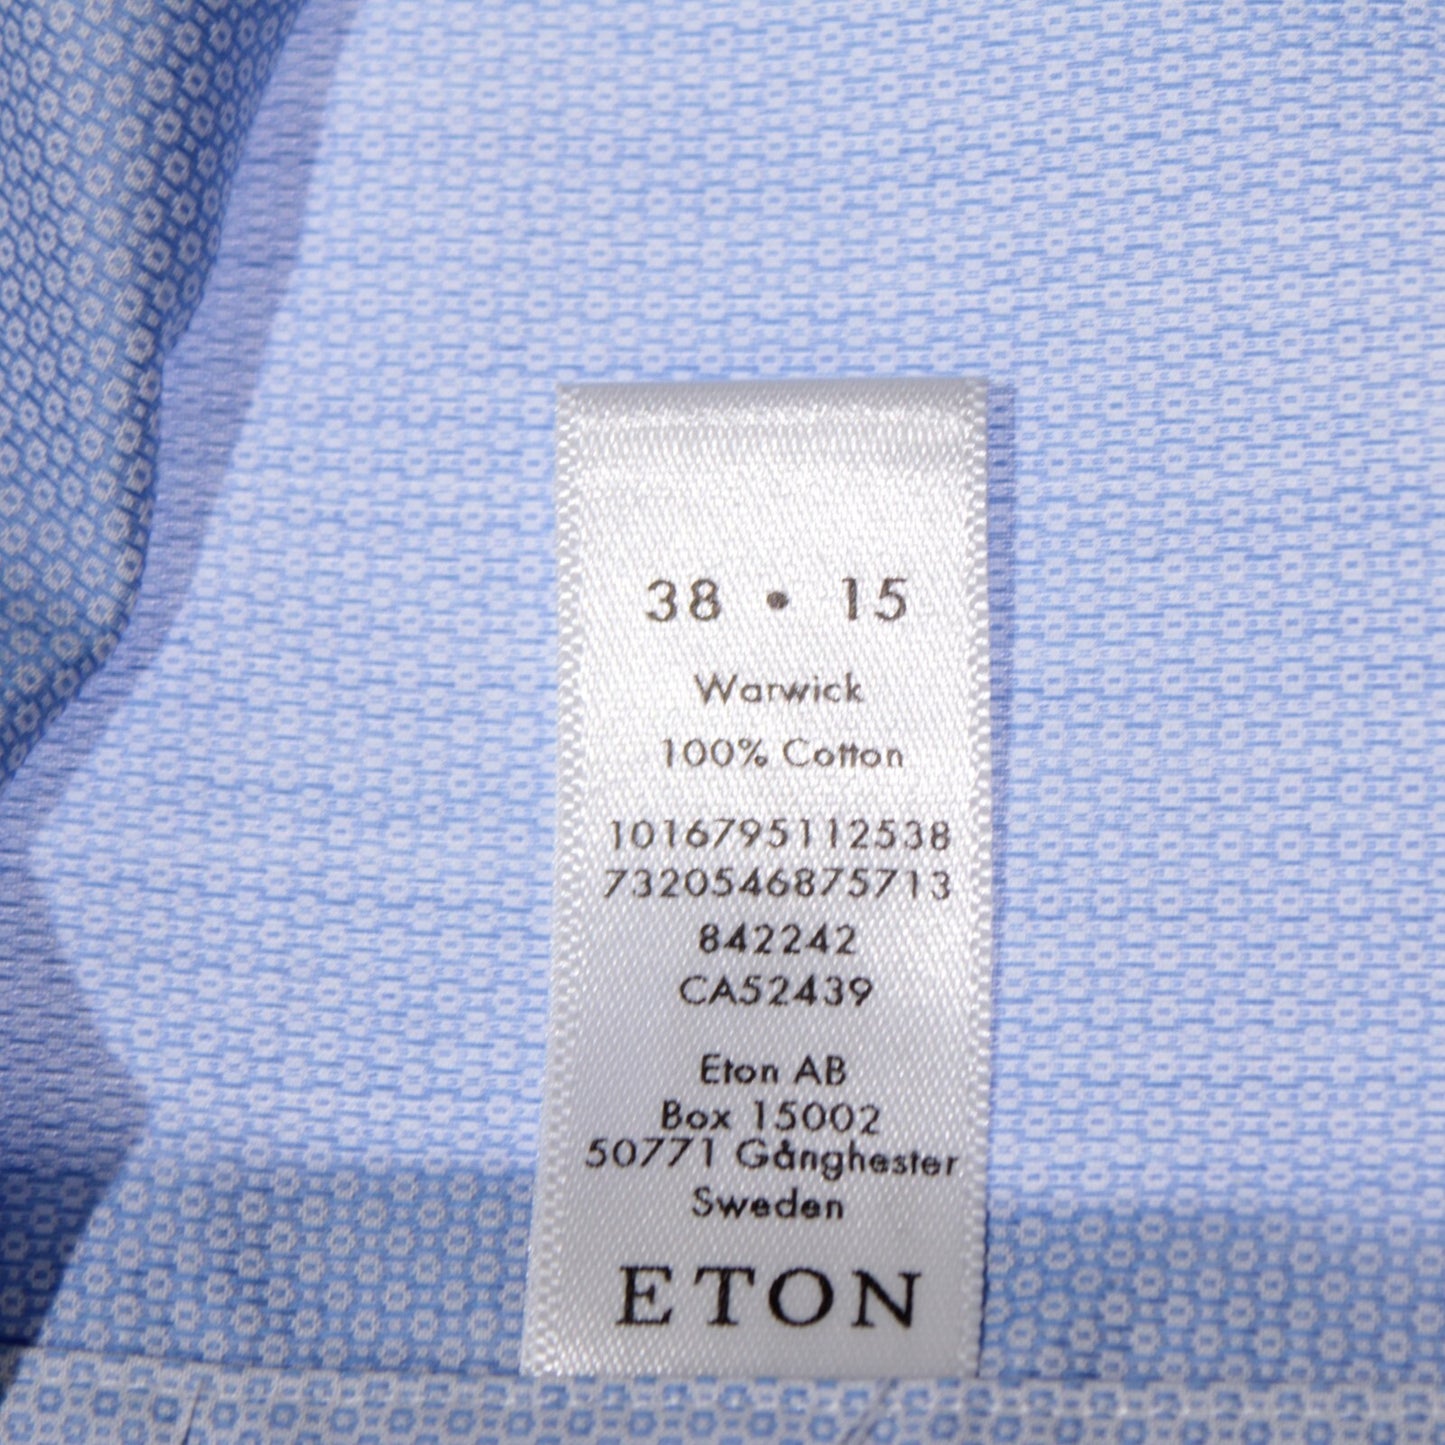 38 • 15
Warwick
100% Cotton
1016795112538
7320546875713
842242
CA52439
Eton AB
Box 15002
50771 Gånghester
Sweden
ETON